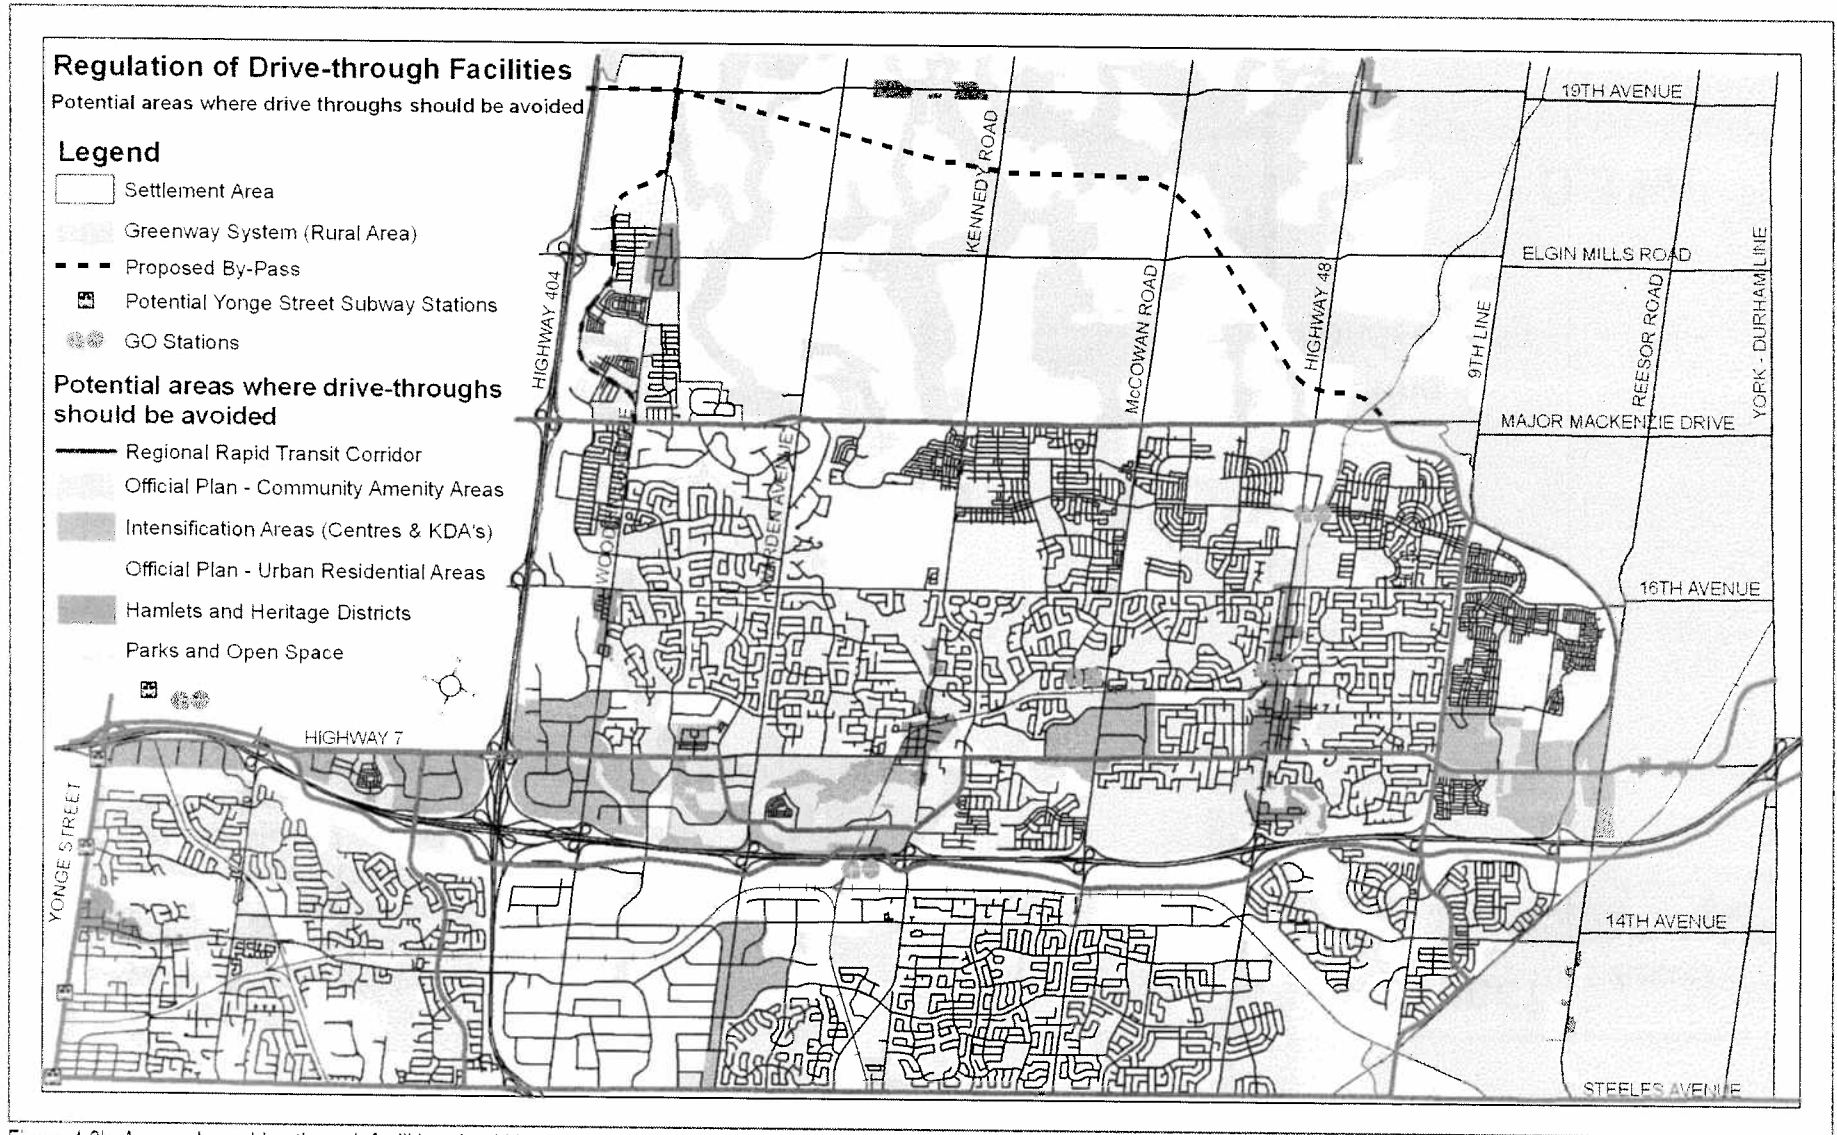 Regulation of Drive-through Facilities
Potential areas where drive throughs should be avoided
Legend
Settlement Area
Greenway System (Rural Area)
Proposed By-Pass
Potential Yonge Street Subway Stations
GO Stations
Potential areas where drive-throughs
should be avoided
Regional Rapid Transit Corridor
Official Plan - Community Amenity Areas
Intensification Areas (Centres & KDA's)
Official Plan - Urban Residential Areas
Hamlets and Heritage Districts
Parks and Open Space
19TH AVENUE
KENNEDY ROAD
ELGIN MILLS ROAD
HIGHWAY 404
McCOWAN ROAD
HIGHWAY 48
9TH LINE
REESOR ROAD
YORK - DURHAM LINE
MAJOR MACKENZIE DRIVE
WARDEN AVENUE
16TH AVENUE
HIGHWAY 7
YONGE STREET
14TH AVENUE
STEELES AVENUE